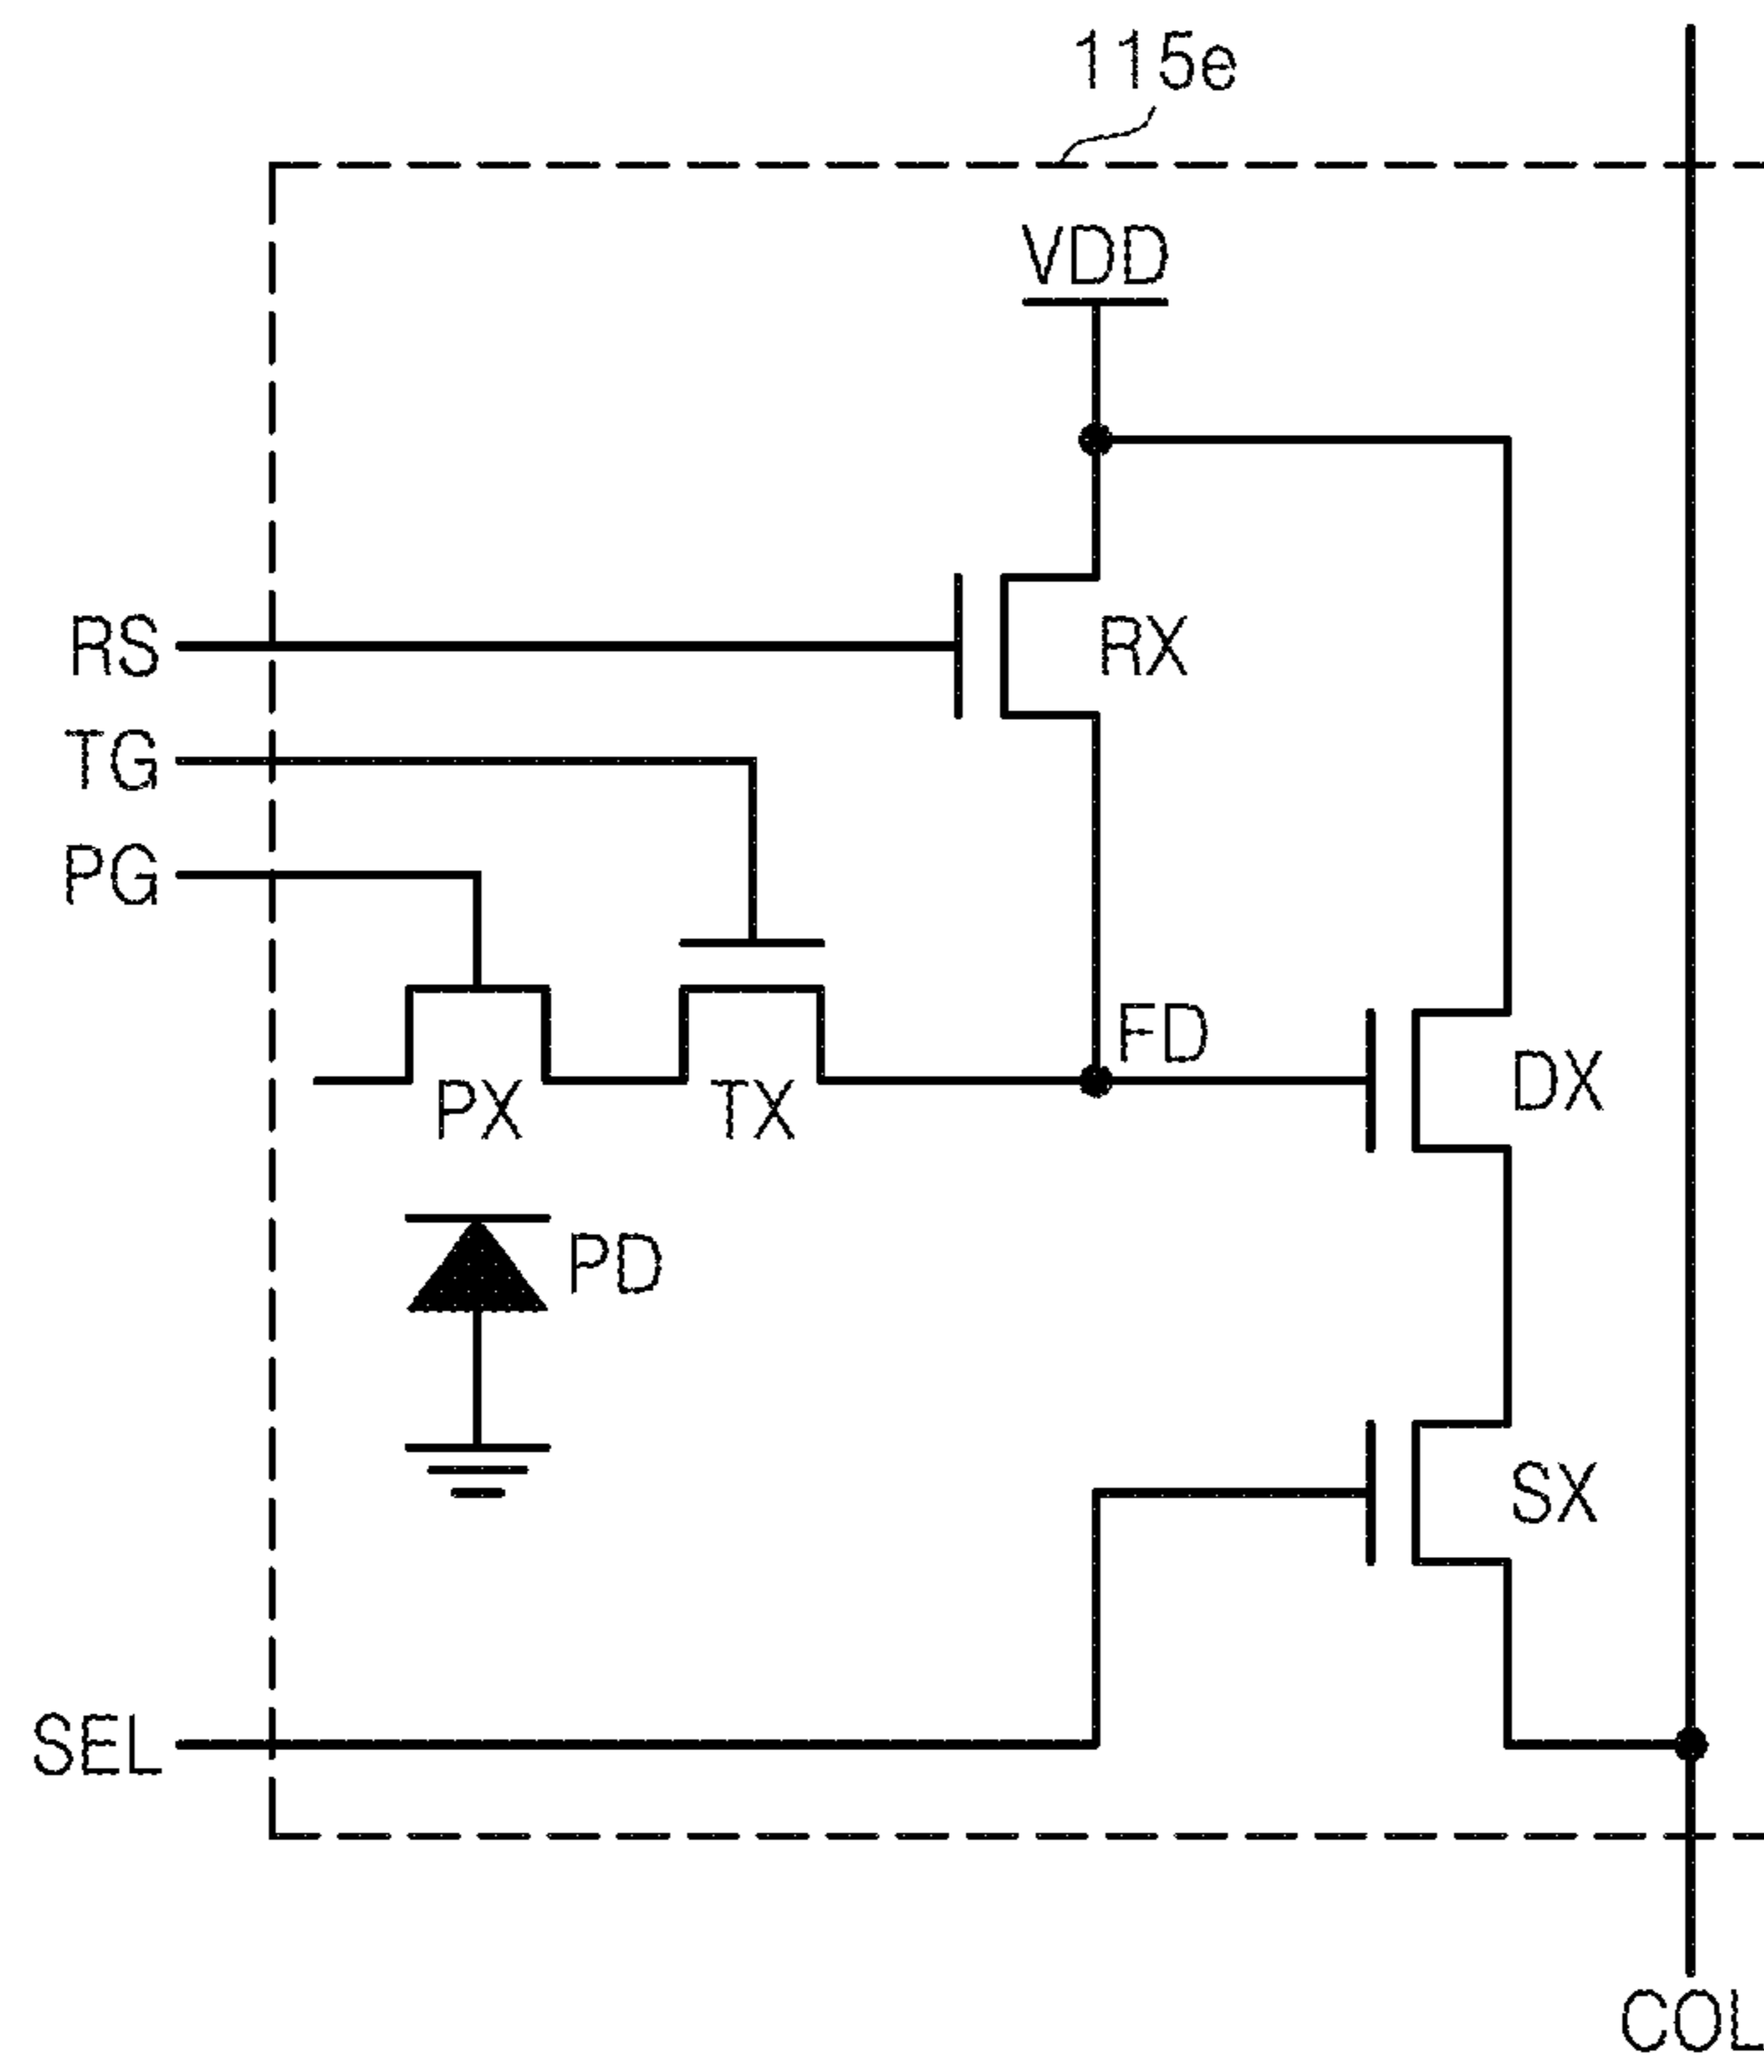 115e
VDD
RS
RX
TG
PG
FD
DX
PX
TX
PD
SX
SEL
COL